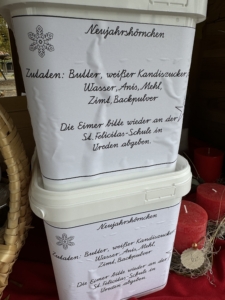 Neujahrshörnchen
Zutaten: Butter, weißer Kandiszucker
Wasser, Anis, Mehl,
Zimt, Backpulver
Die Eimer bitte wieder an der
St. Felicitas-Schule in
Vreden abgeben.
Neujahrshörnchen
Zutaten: Butter, weißer Kandiszucker
Wasser, Anis, Mehl,
Zimt, Backpulver
Die Eimer bitte wieder an der
St. Felicitas-Schule in
Vreden abgeben.